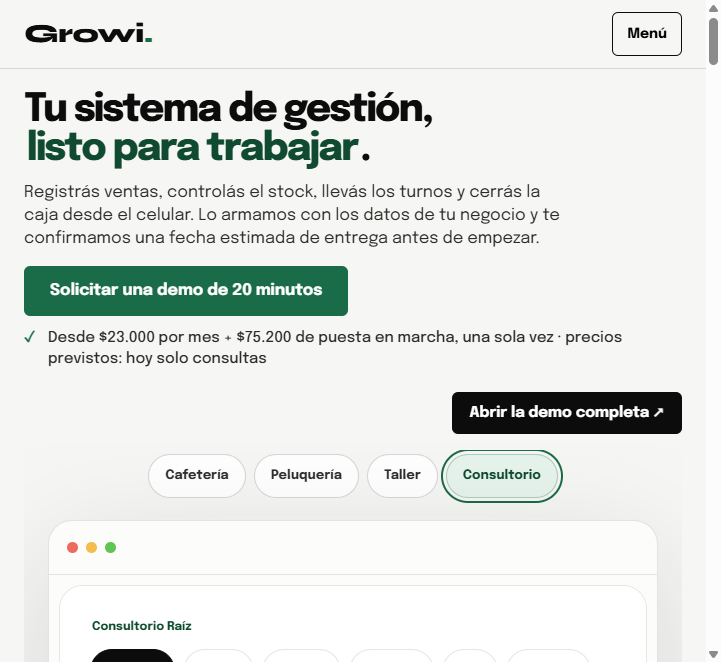 Growi.
Menú
Tu sistema de gestión,
listo para trabajar.
Registrás ventas, controlás el stock, llevás los turnos y cerrás la
caja desde el celular. Lo armamos con los datos de tu negocio y te
confirmamos una fecha estimada de entrega antes de empezar.
Solicitar una demo de 20 minutos
✓ Desde $23.000 por mes + $75.200 de puesta en marcha, una sola vez · precios
previstos: hoy solo consultas
Abrir la demo completa ↗
Cafetería
Peluquería
Taller
Consultorio
Consultorio Raíz